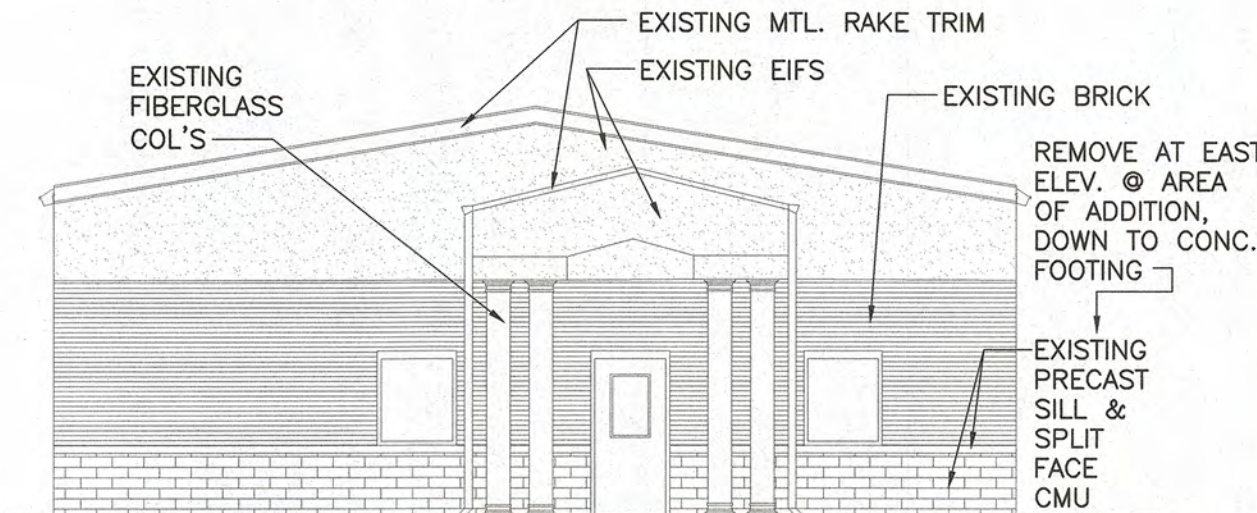 EXISTING MTL. RAKE TRIM
EXISTING EIFS
EXISTING
FIBERGLASS
COL'S
EXISTING BRICK
REMOVE AT EAST
ELEV. @ AREA
OF ADDITION,
DOWN TO CONC.
FOOTING
EXISTING
PRECAST
SILL &
SPLIT
FACE
CMU